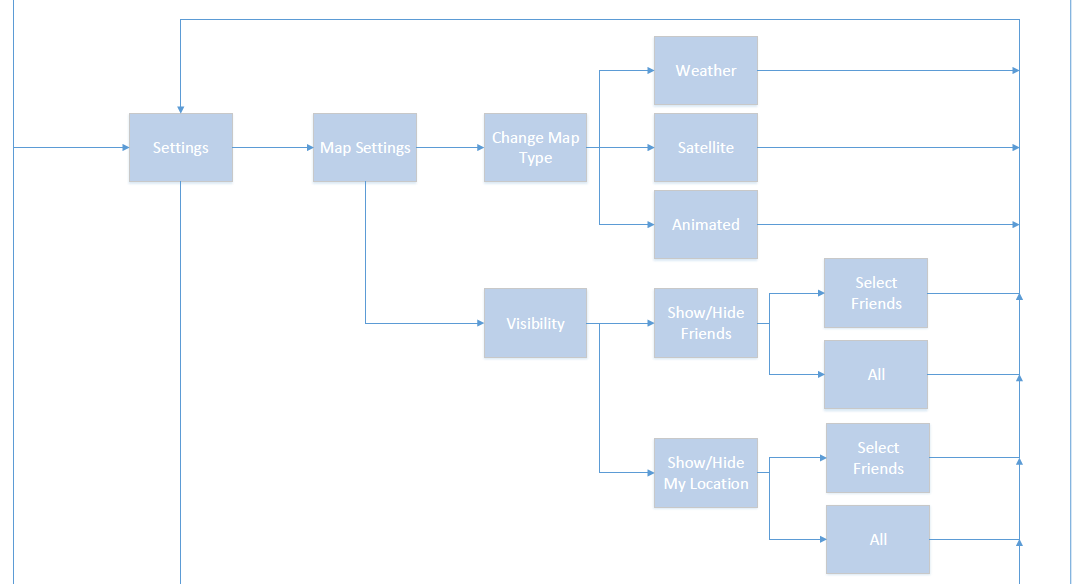 Weather
Settings
Map Settings
Change Map
Type
Satellite
Animated
Select
Friends
Visibility
Show/Hide
Friends
All
Select
Friends
Show/Hide
My Location
All